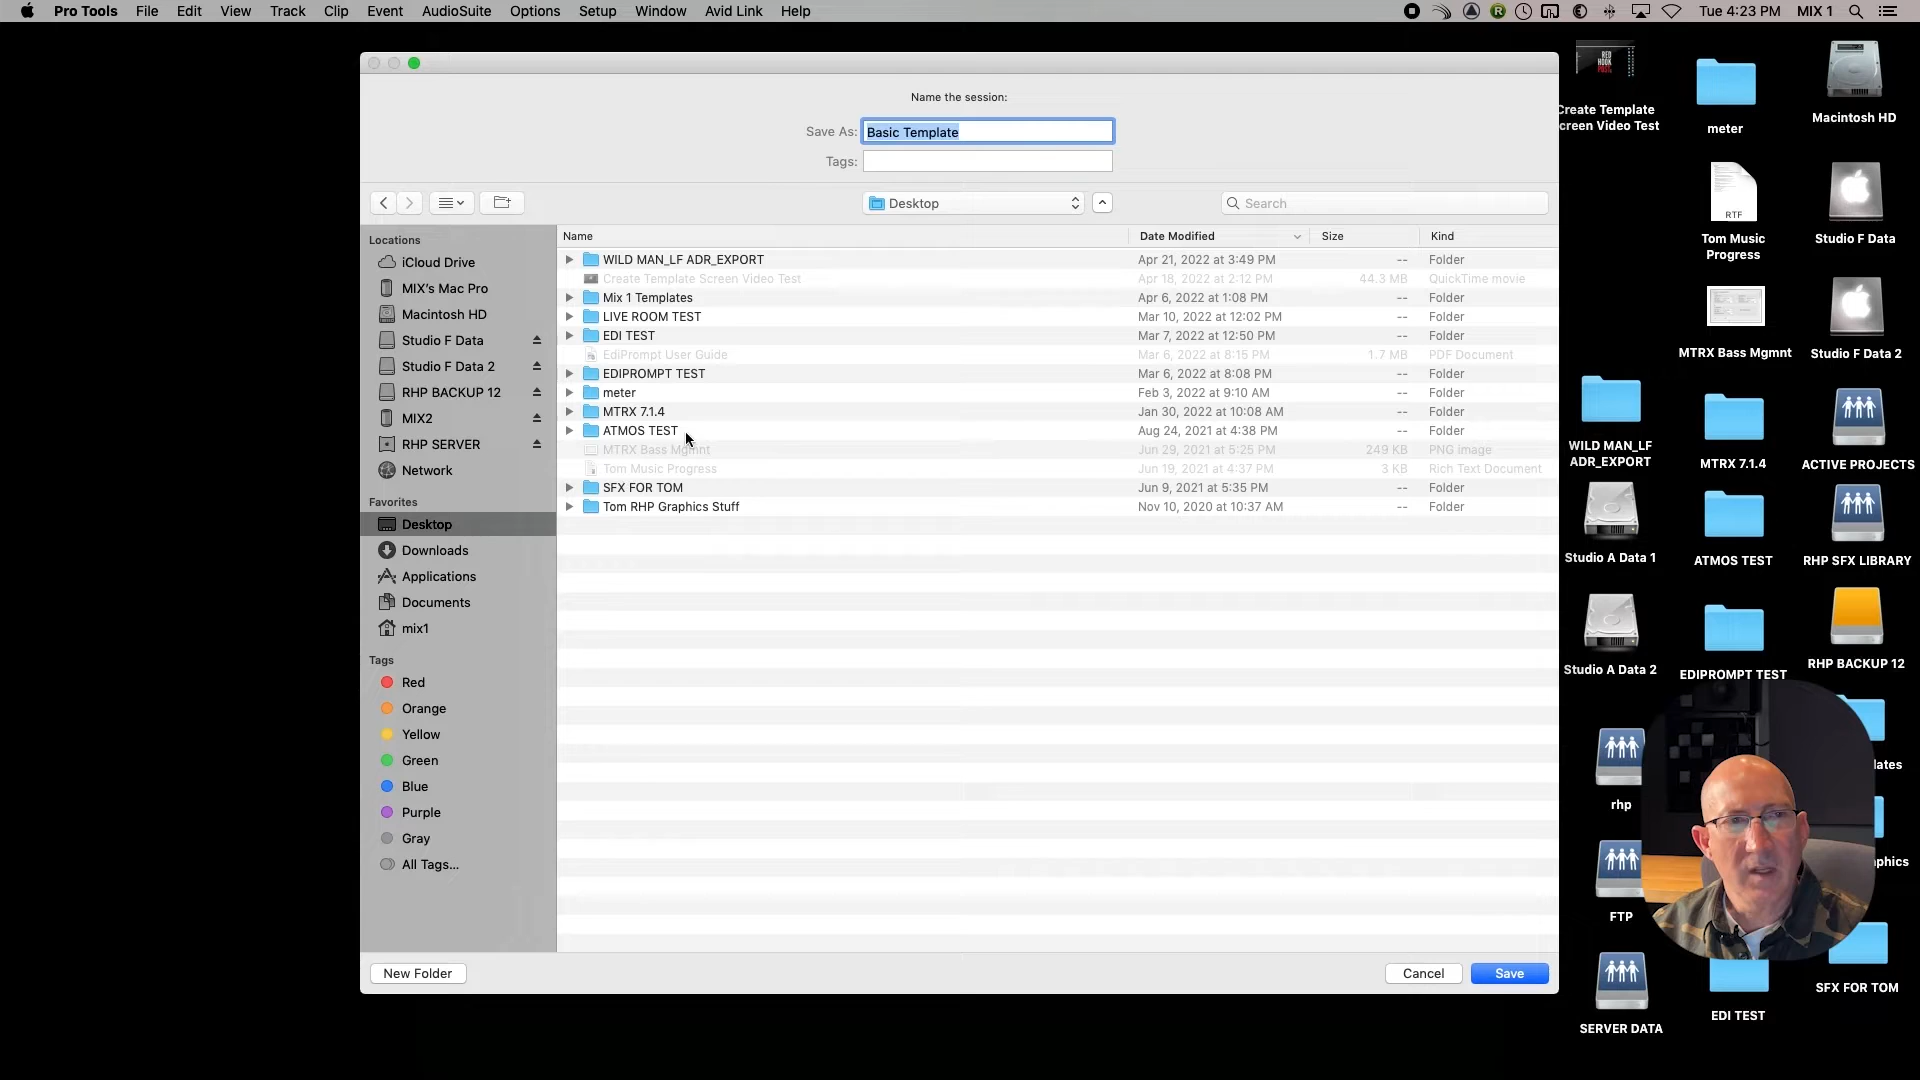 Pro Tools File Edit View Track Clip Event AudioSuite Options Setup Window Avid Link Help
R Tue 4:23 PM MIX 1
Name the session:
Save As: Basic Template
Tags:
Desktop
Search
Locations
iCloud Drive
MIX's Mac Pro
Macintosh HD
Studio F Data
Studio F Data 2
RHP BACKUP 12
MIX2
RHP SERVER
Network
Favorites
Desktop
Downloads
Applications
Documents
mix1
Tags
Red
Orange
Yellow
Green
Blue
Purple
Gray
All Tags...
Name Date Modified Size Kind
WILD MAN_LF ADR_EXPORT Apr 21, 2022 at 3:49 PM -- Folder
Create Template Screen Video Test Apr 18, 2022 at 2:12 PM 44.3 MB QuickTime movie
Mix 1 Templates Apr 6, 2022 at 1:08 PM -- Folder
LIVE ROOM TEST Mar 10, 2022 at 12:02 PM -- Folder
EDI TEST Mar 7, 2022 at 12:50 PM -- Folder
EdiPrompt User Guide Mar 6, 2022 at 8:15 PM 1.7 MB PDF Document
EDIPROMPT TEST Mar 6, 2022 at 8:08 PM -- Folder
meter Feb 3, 2022 at 9:10 AM -- Folder
MTRX 7.1.4 Jan 30, 2022 at 10:08 AM -- Folder
ATMOS TEST Aug 24, 2021 at 4:38 PM -- Folder
MTRX Bass Mgmnt Jun 29, 2021 at 5:25 PM 249 KB PNG image
Tom Music Progress Jun 19, 2021 at 4:37 PM 3 KB Rich Text Document
SFX FOR TOM Jun 9, 2021 at 5:35 PM -- Folder
Tom RHP Graphics Stuff Nov 10, 2020 at 10:37 AM -- Folder
New Folder
Cancel
Save
RED
HOOK
POST
Create Template
creen Video Test
meter
Macintosh HD
RTF
Tom Music
Progress
Studio F Data
MTRX Bass Mgmnt
Studio F Data 2
WILD MAN_LF
ADR_EXPORT
MTRX 7.1.4
ACTIVE PROJECTS
Studio A Data 1
ATMOS TEST
RHP SFX LIBRARY
Studio A Data 2
EDIPROMPT TEST
RHP BACKUP 12
rhp
lates
FTP
phics
SERVER DATA
EDI TEST
SFX FOR TOM